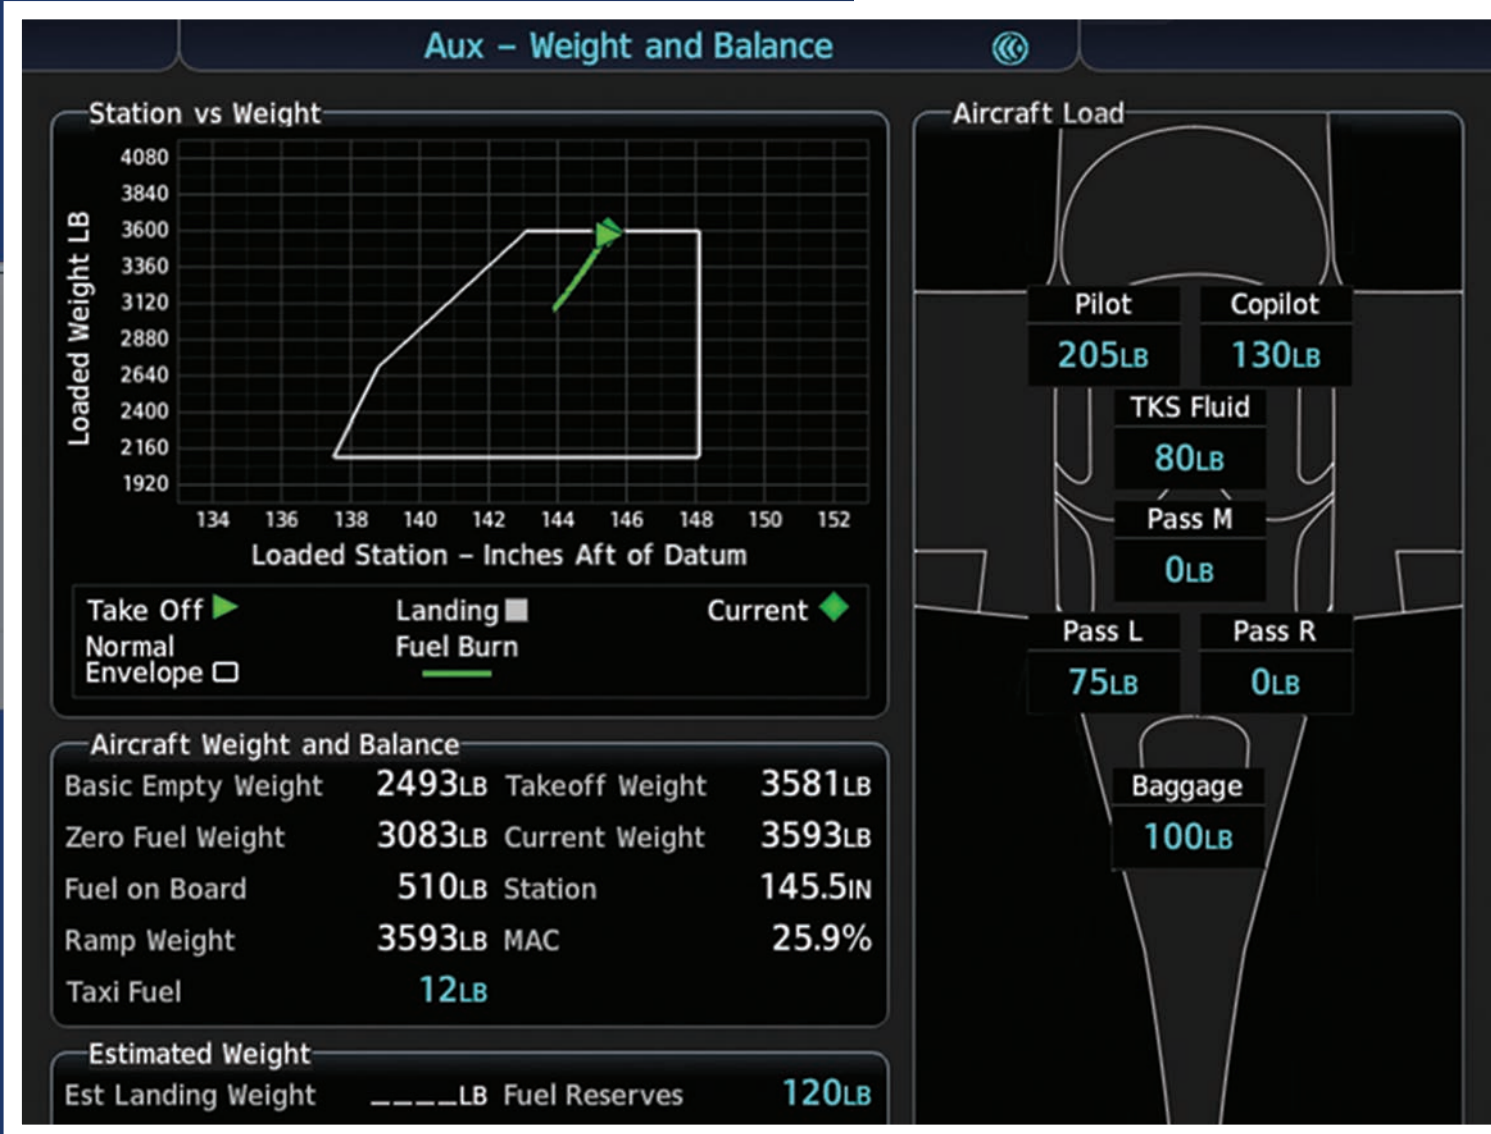 Aux – Weight and Balance
Station vs Weight
Loaded Weight LB
4080
3840
3600
3360
3120
2880
2640
2400
2160
1920
134 136 138 140 142 144 146 148 150 152
Loaded Station – Inches Aft of Datum
Take Off Landing Current
Normal Envelope Fuel Burn
Aircraft Weight and Balance
Basic Empty Weight 2493LB Takeoff Weight 3581LB
Zero Fuel Weight 3083LB Current Weight 3593LB
Fuel on Board 510LB Station 145.5IN
Ramp Weight 3593LB MAC 25.9%
Taxi Fuel 12LB
Estimated Weight
Est Landing Weight ____LB Fuel Reserves 120LB
Aircraft Load
Pilot Copilot
205LB 130LB
TKS Fluid
80LB
Pass M
0LB
Pass L Pass R
75LB 0LB
Baggage
100LB